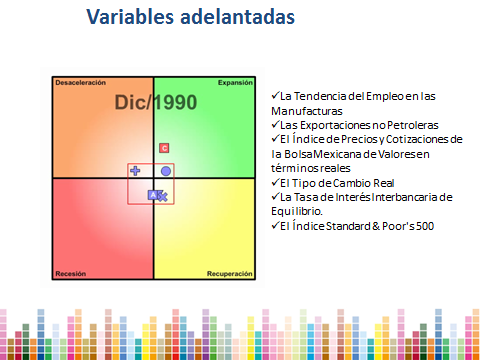 Variables adelantadas
Desaceleración
Expansión
Dic/1990
C
A
Recesión
Recuperación
✓La Tendencia del Empleo en las
Manufacturas
✓Las Exportaciones no Petroleras
✓El Índice de Precios y Cotizaciones de
la Bolsa Mexicana de Valores en
términos reales
✓El Tipo de Cambio Real
✓La Tasa de Interés Interbancaria de
Equilibrio.
✓El Índice Standard & Poor's 500